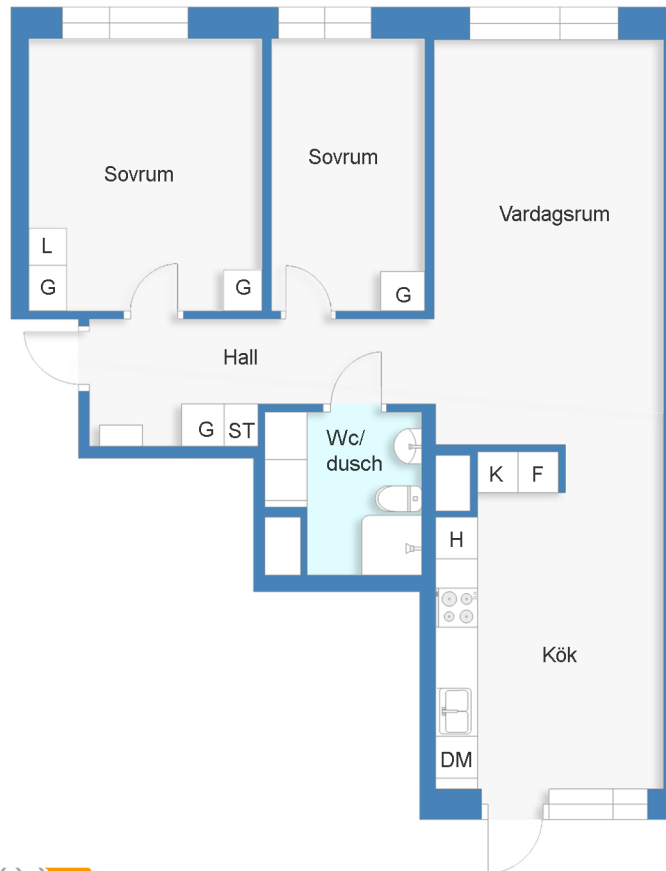 Sovrum
Sovrum
Vardagsrum
L
G
G
G
Hall
G ST
Wc/
dusch
K F
H
Kök
DM